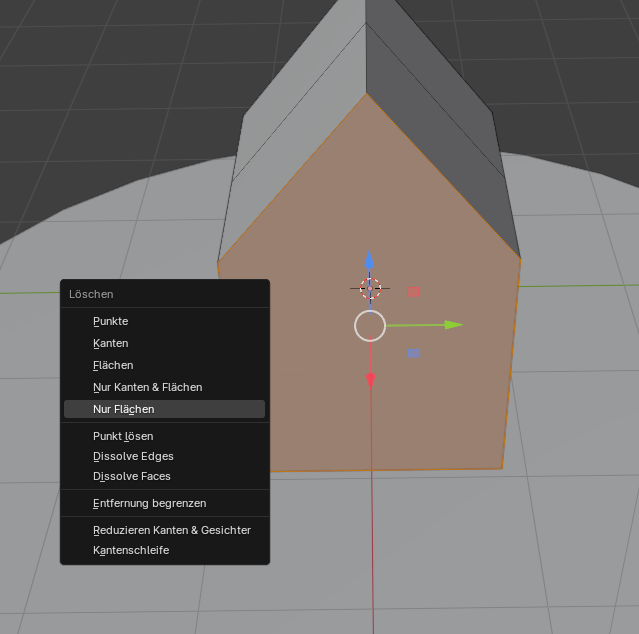 Löschen
Punkte
Kanten
Flächen
Nur Kanten & Flächen
Nur Flächen
Punkt lösen
Dissolve Edges
Dissolve Faces
Entfernung begrenzen
Reduzieren Kanten & Gesichter
Kantenschleife